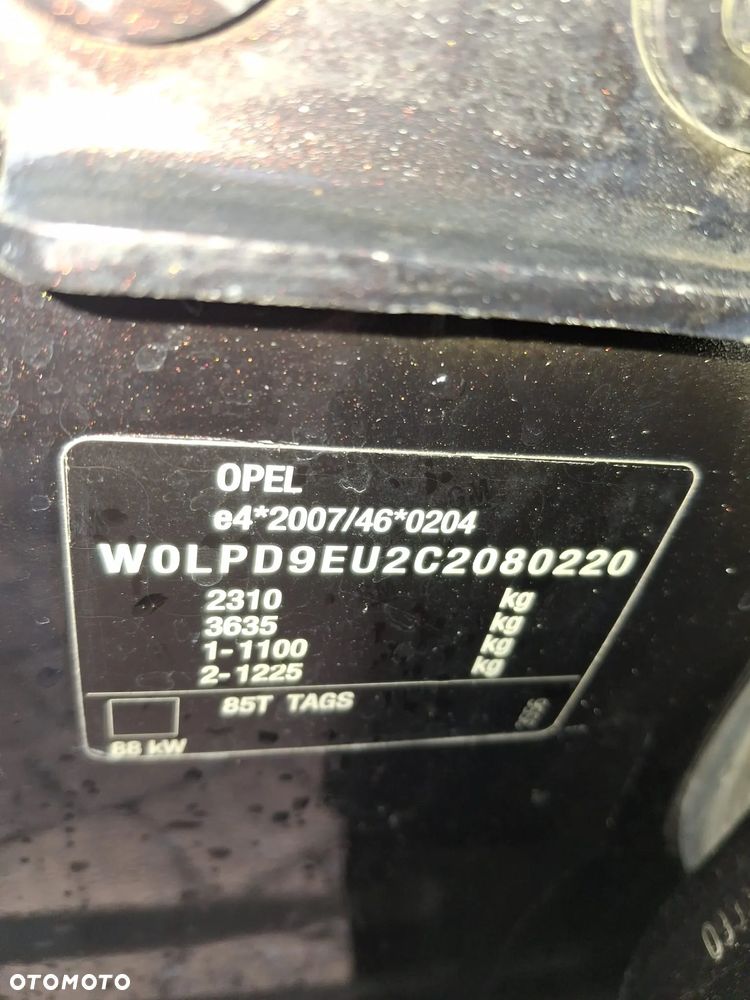 OPEL
e4*2007/46*0204
W0LPD9EU2C2080220
2310 kg
3635 kg
1-1100 kg
2-1225 kg
85T TAGS
88 kW
OTOMOTO